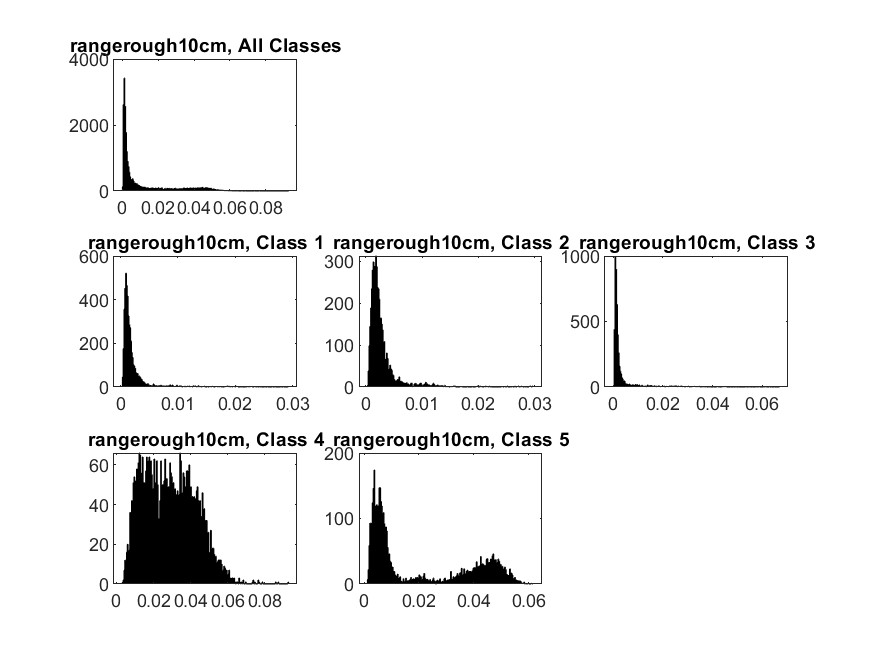 rangerough10cm, All Classes
4000
2000
0
0 0.02 0.04 0.06 0.08
rangerough10cm, Class 1
600
400
200
0
0 0.01 0.02 0.03
rangerough10cm, Class 2
300
200
100
0
0 0.01 0.02 0.03
rangerough10cm, Class 3
1000
500
0
0 0.02 0.04 0.06
rangerough10cm, Class 4
60
40
20
0
0 0.02 0.04 0.06 0.08
rangerough10cm, Class 5
200
100
0
0 0.02 0.04 0.06